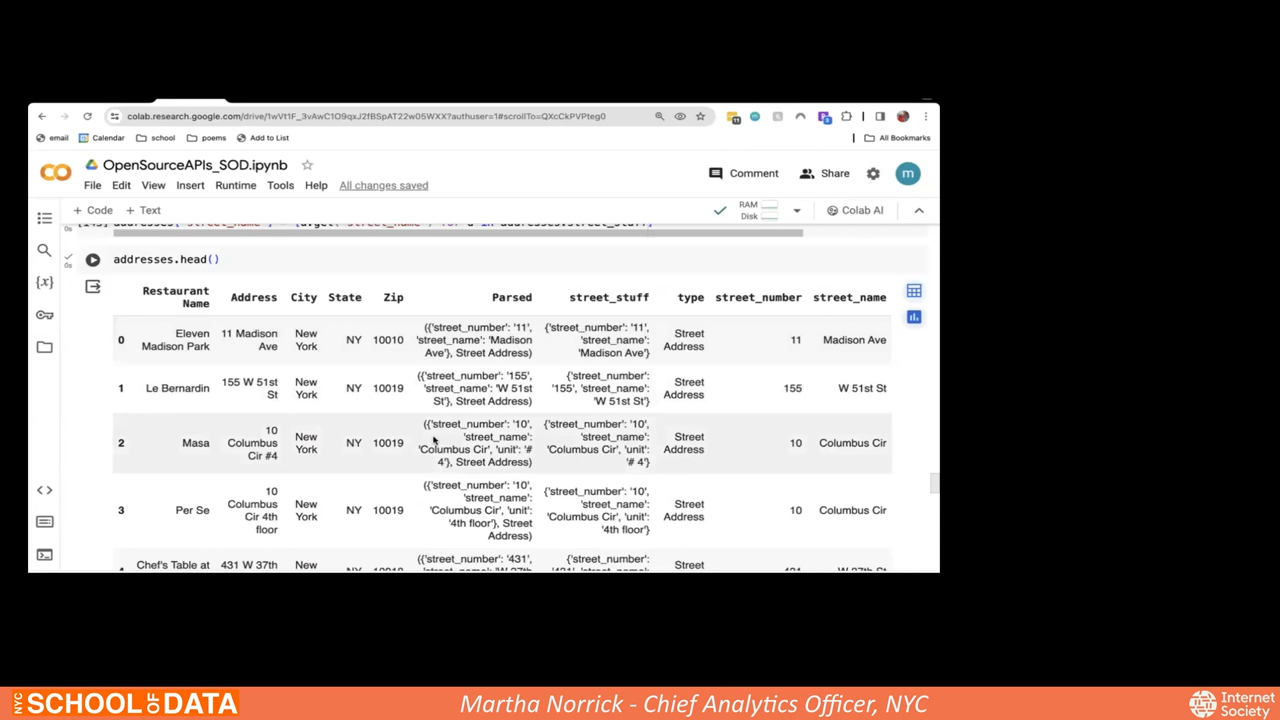 colab.research.google.com/drive/1wVt1F_3vAwC1O9qxJ2fBSpAT22w05WXX?authuser=1#scrollTo=QXcCkPVPteg0
email
Calendar
school
poems
Add to List
All Bookmarks
OpenSourceAPIs_SOD.ipynb
Comment
Share
m
File Edit View Insert Runtime Tools Help All changes saved
+ Code + Text
RAM
Disk
Colab AI
addresses.head()
0s
Restaurant Name Address City State Zip Parsed street_stuff type street_number street_name
0 Eleven Madison Park 11 Madison Ave New York NY 10010 ({'street_number': '11', 'street_name': 'Madison Ave'}, Street Address) {'street_number': '11', 'street_name': 'Madison Ave'} Street Address 11 Madison Ave
1 Le Bernardin 155 W 51st St New York NY 10019 ({'street_number': '155', 'street_name': 'W 51st St'}, Street Address) {'street_number': '155', 'street_name': 'W 51st St'} Street Address 155 W 51st St
2 Masa 10 Columbus Cir #4 New York NY 10019 ({'street_number': '10', 'street_name': 'Columbus Cir', 'unit': '# 4'}, Street Address) {'street_number': '10', 'street_name': 'Columbus Cir', 'unit': '# 4'} Street Address 10 Columbus Cir
3 Per Se 10 Columbus Cir 4th floor New York NY 10019 ({'street_number': '10', 'street_name': 'Columbus Cir', 'unit': '4th floor'}, Street Address) {'street_number': '10', 'street_name': 'Columbus Cir', 'unit': '4th floor'} Street Address 10 Columbus Cir
Chef's Table at 431 W 37th New ({'street_number': '431', {'street_number': Street
NYC SCHOOL OF DATA
Martha Norrick - Chief Analytics Officer, NYC
Internet Society